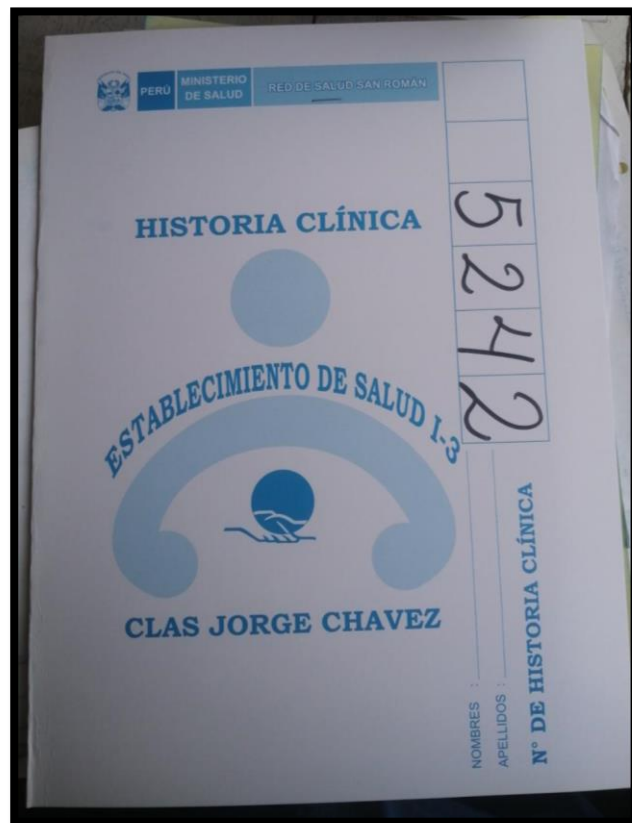 PERÚ
MINISTERIO
DE SALUD
RED DE SALUD SAN ROMAN
HISTORIA CLÍNICA
ESTABLECIMIENTO DE SALUD I-3
CLAS JORGE CHAVEZ
5242
NOMBRES :
APELLIDOS :
N° DE HISTORIA CLÍNICA